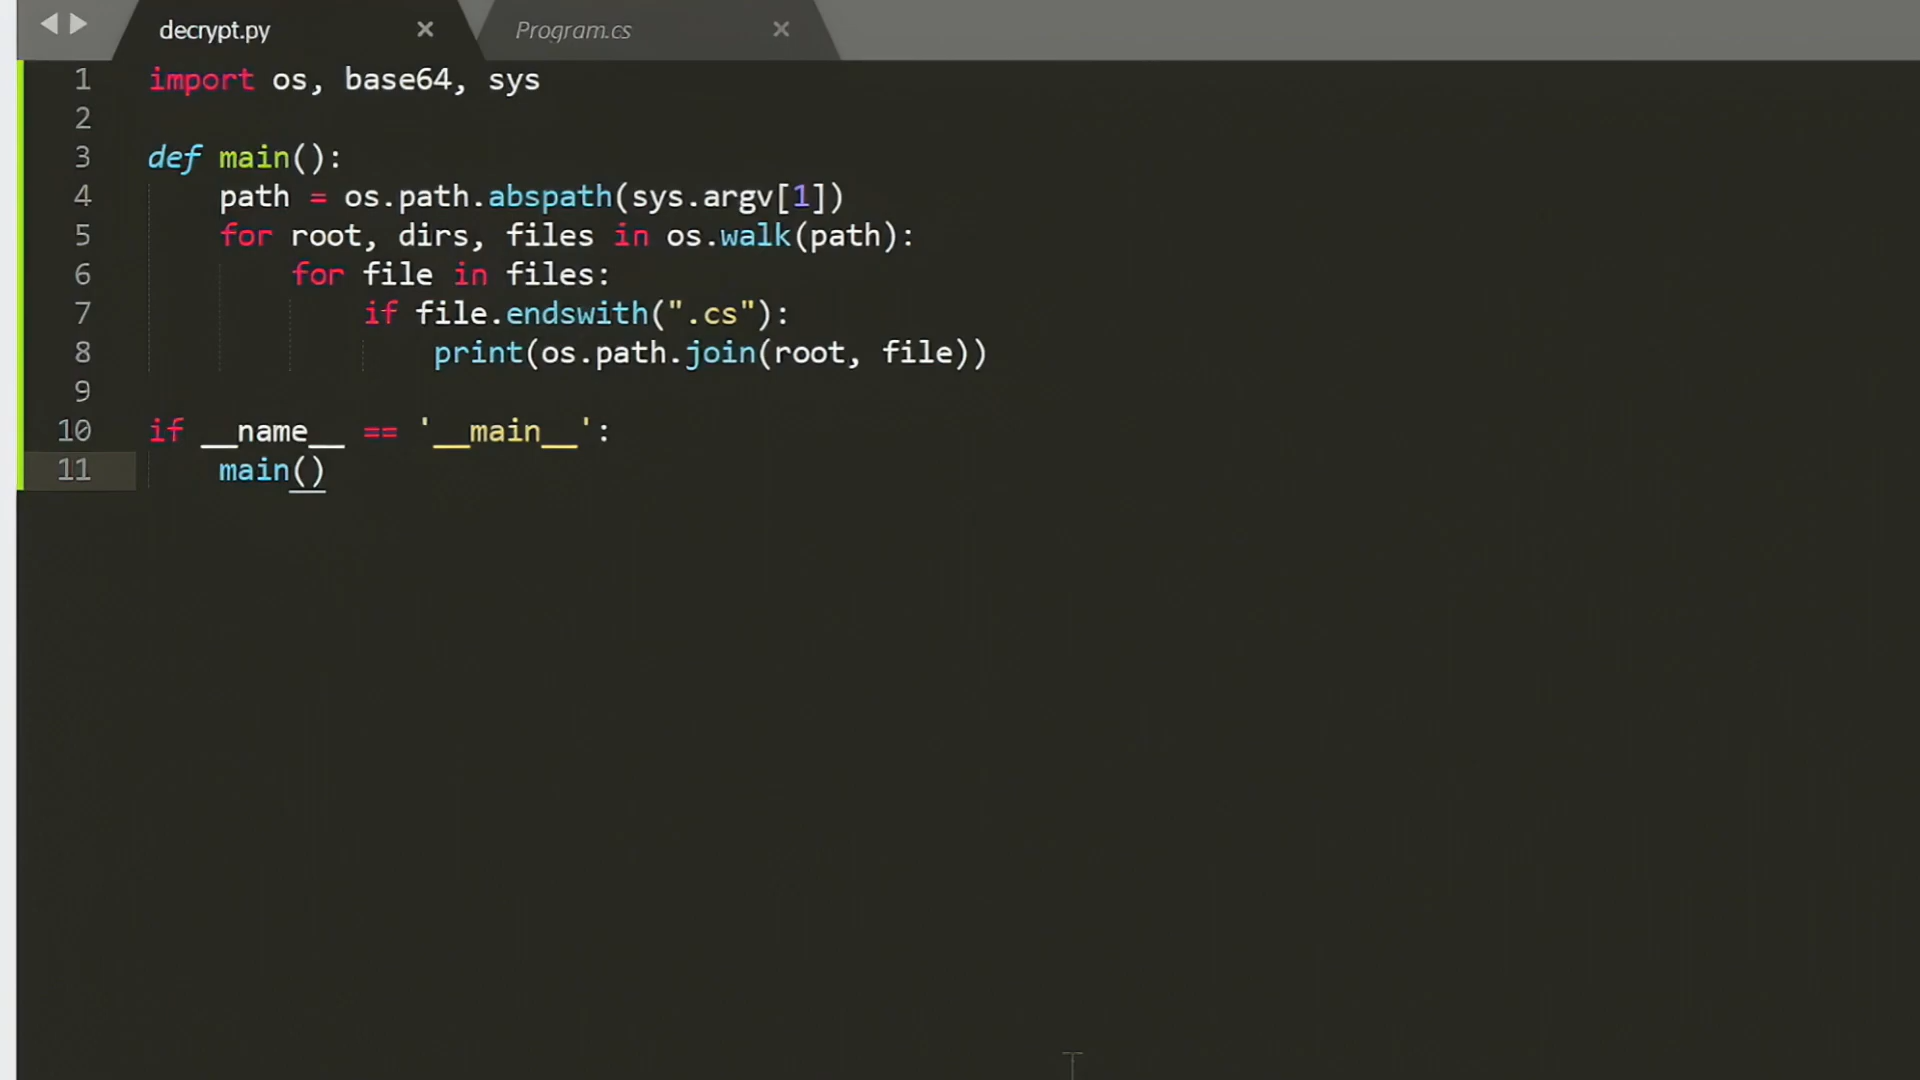 decrypt.py × Program.cs ×
1 import os, base64, sys
2
3 def main():
4     path = os.path.abspath(sys.argv[1])
5     for root, dirs, files in os.walk(path):
6         for file in files:
7             if file.endswith(".cs"):
8                 print(os.path.join(root, file))
9
10 if __name__ == '__main__':
11     main()